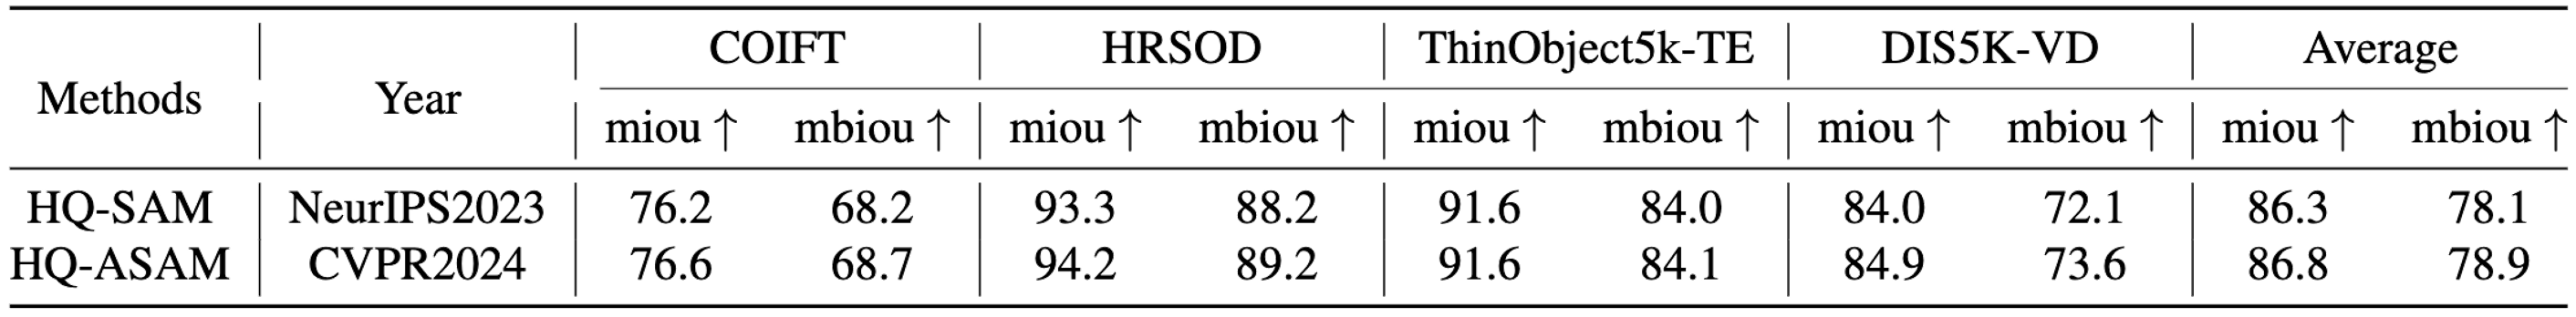 Methods Year COIFT HRSOD ThinObject5k-TE DIS5K-VD Average
miou ↑ mbiou ↑ miou ↑ mbiou ↑ miou ↑ mbiou ↑ miou ↑ mbiou ↑ miou ↑ mbiou ↑
HQ-SAM NeurIPS2023 76.2 68.2 93.3 88.2 91.6 84.0 84.0 72.1 86.3 78.1
HQ-ASAM CVPR2024 76.6 68.7 94.2 89.2 91.6 84.1 84.9 73.6 86.8 78.9